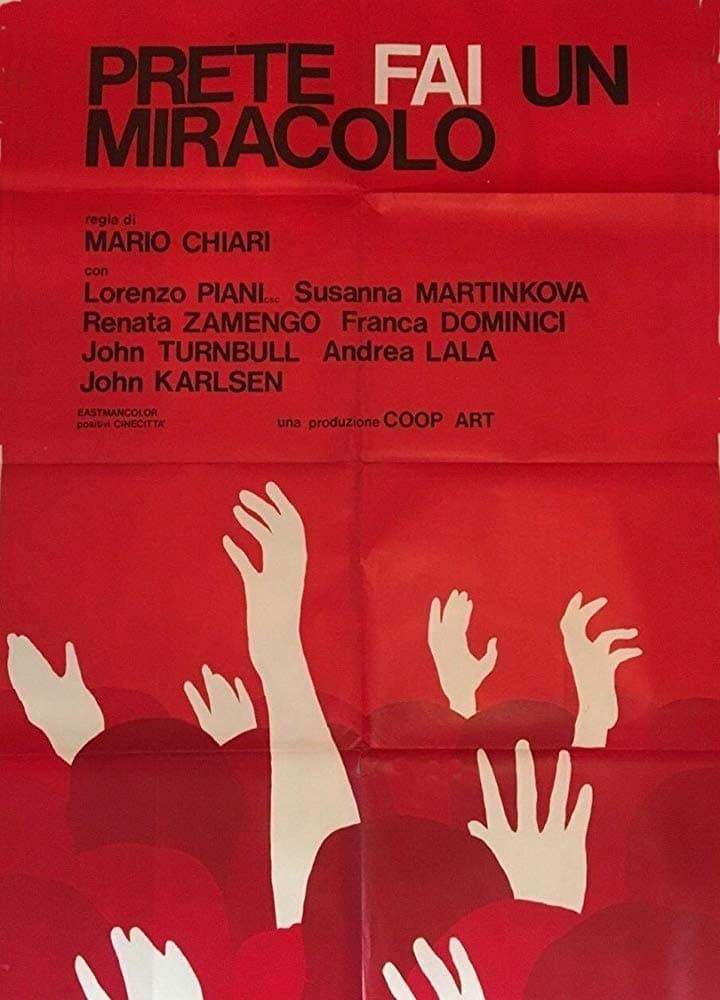 PRETE FAI UN
MIRACOLO
regia di
MARIO CHIARI
con
Lorenzo PIANI csc Susanna MARTINKOVA
Renata ZAMENGO Franca DOMINICI
John TURNBULL Andrea LALA
John KARLSEN
EASTMANCOLOR
positivi CINECITTA'
una produzione COOP ART